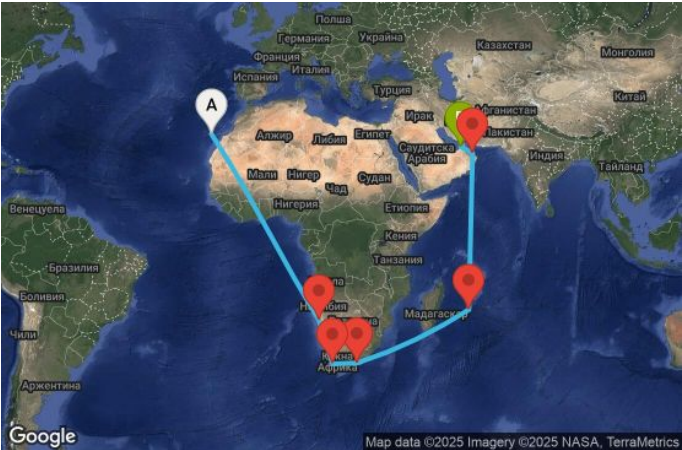 Полша
Германия
Украйна
Казахстан
Монголия
Франция
Италия
Испания
Турция
Китай
A
Ирак
Афганистан
Алжир
Либия
Египет
Пакистан
Саудитска
Арабия
Индия
Мали
Нигер
Судан
Тайланд
Чад
Нигерия
Етиопия
Венецуела
Кения
Танзания
Бразилия
Боливия
Мадагаскар
Чили
Южна
Африка
Аржентина
Google
Map data ©2025 Imagery ©2025 NASA, TerraMetrics